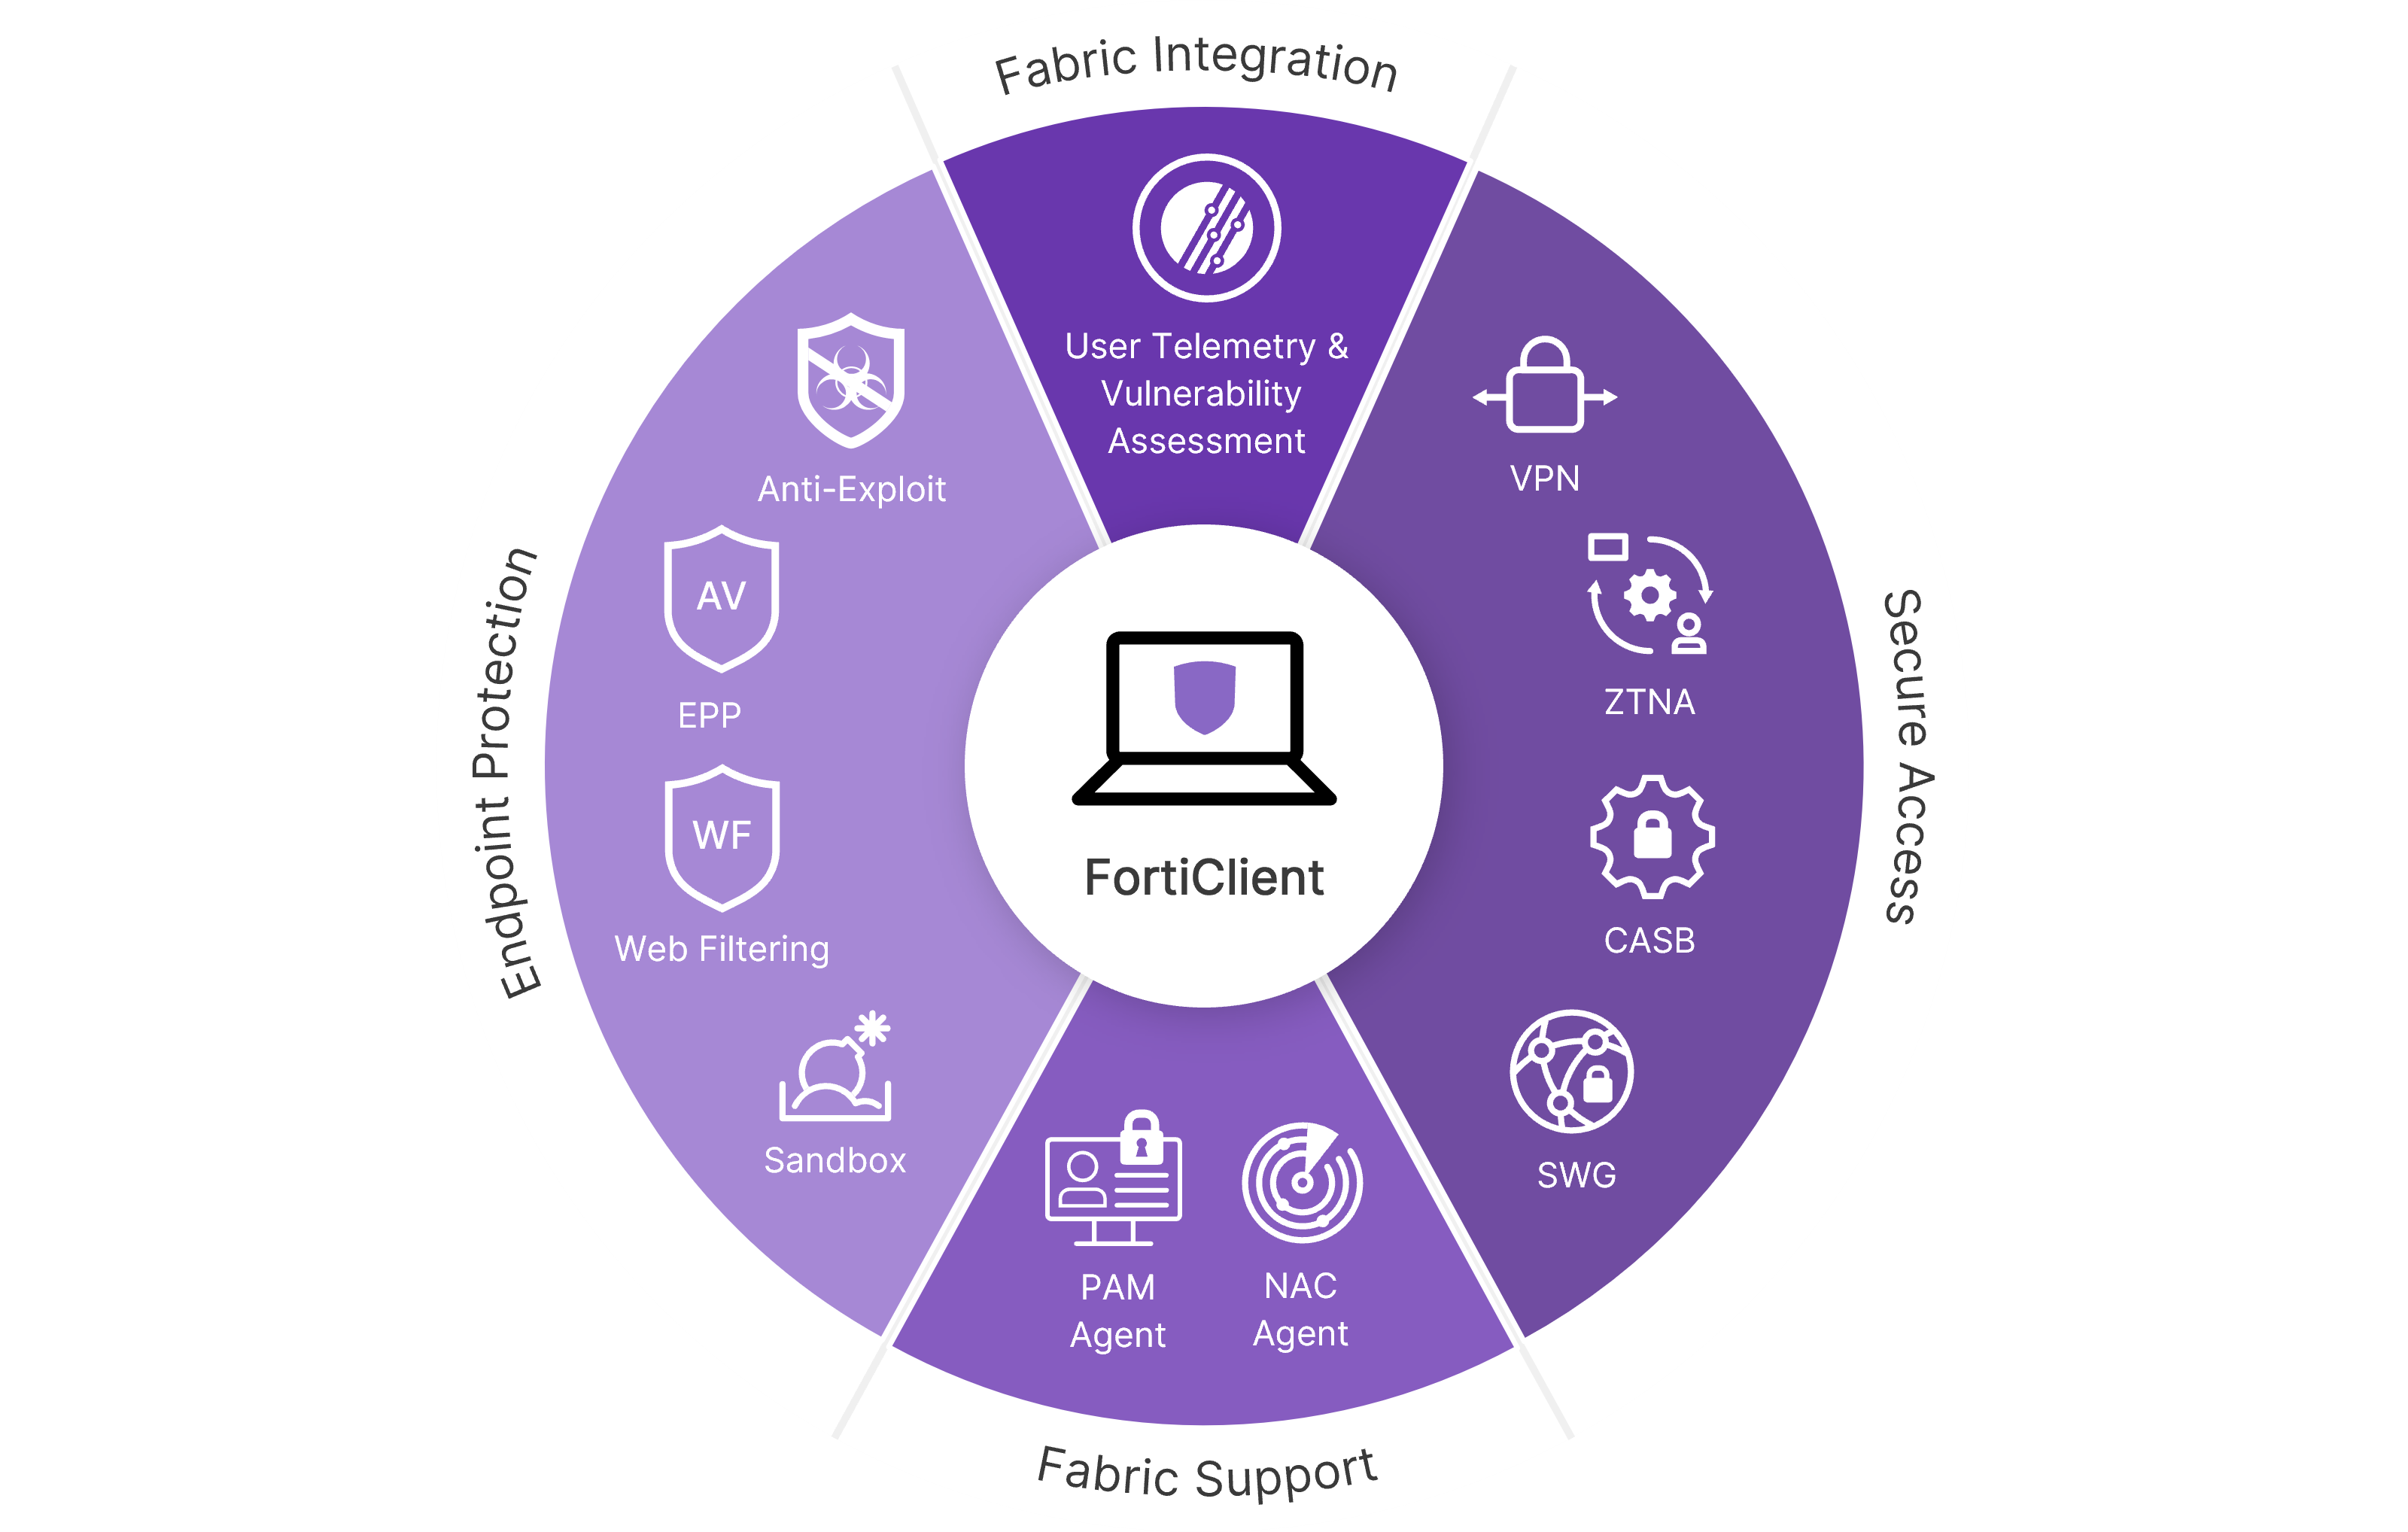 Fabric Integration
User Telemetry &
Vulnerability
Assessment
Secure Access
VPN
ZTNA
CASB
SWG
Fabric Support
PAM
Agent
NAC
Agent
Endpoint Protection
Anti-Exploit
AV
EPP
WF
Web Filtering
Sandbox
FortiClient